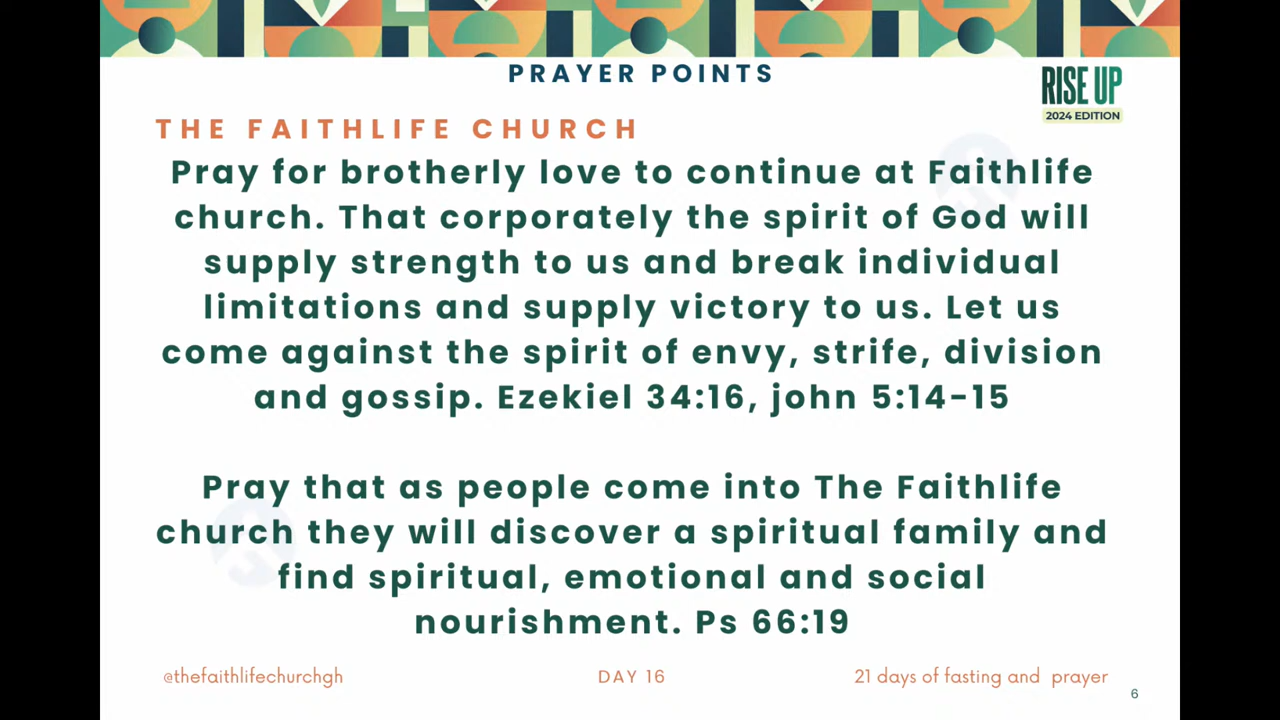 PRAYER POINTS
RISE UP
2024 EDITION
THE FAITHLIFE CHURCH
Pray for brotherly love to continue at Faithlife
church. That corporately the spirit of God will
supply strength to us and break individual
limitations and supply victory to us. Let us
come against the spirit of envy, strife, division
and gossip. Ezekiel 34:16, john 5:14-15
Pray that as people come into The Faithlife
church they will discover a spiritual family and
find spiritual, emotional and social
nourishment. Ps 66:19
@thefaithlifechurchgh
DAY 16
21 days of fasting and prayer
6